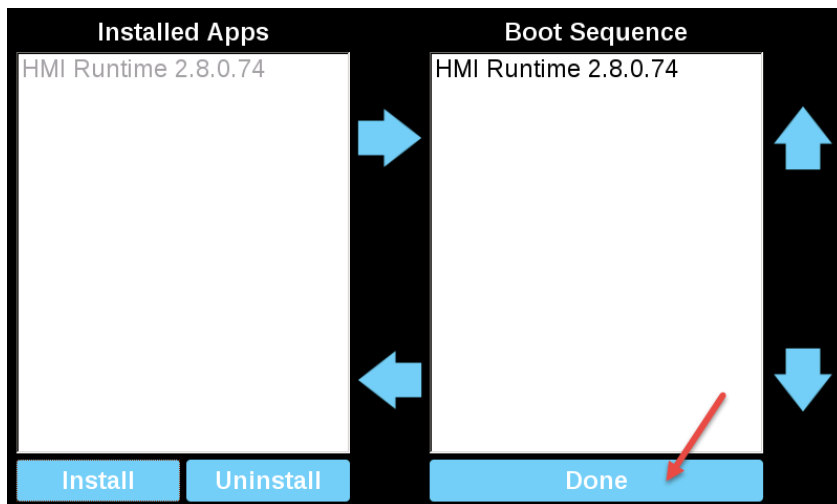 Installed Apps
HMI Runtime 2.8.0.74
Install
Uninstall
Boot Sequence
HMI Runtime 2.8.0.74
Done